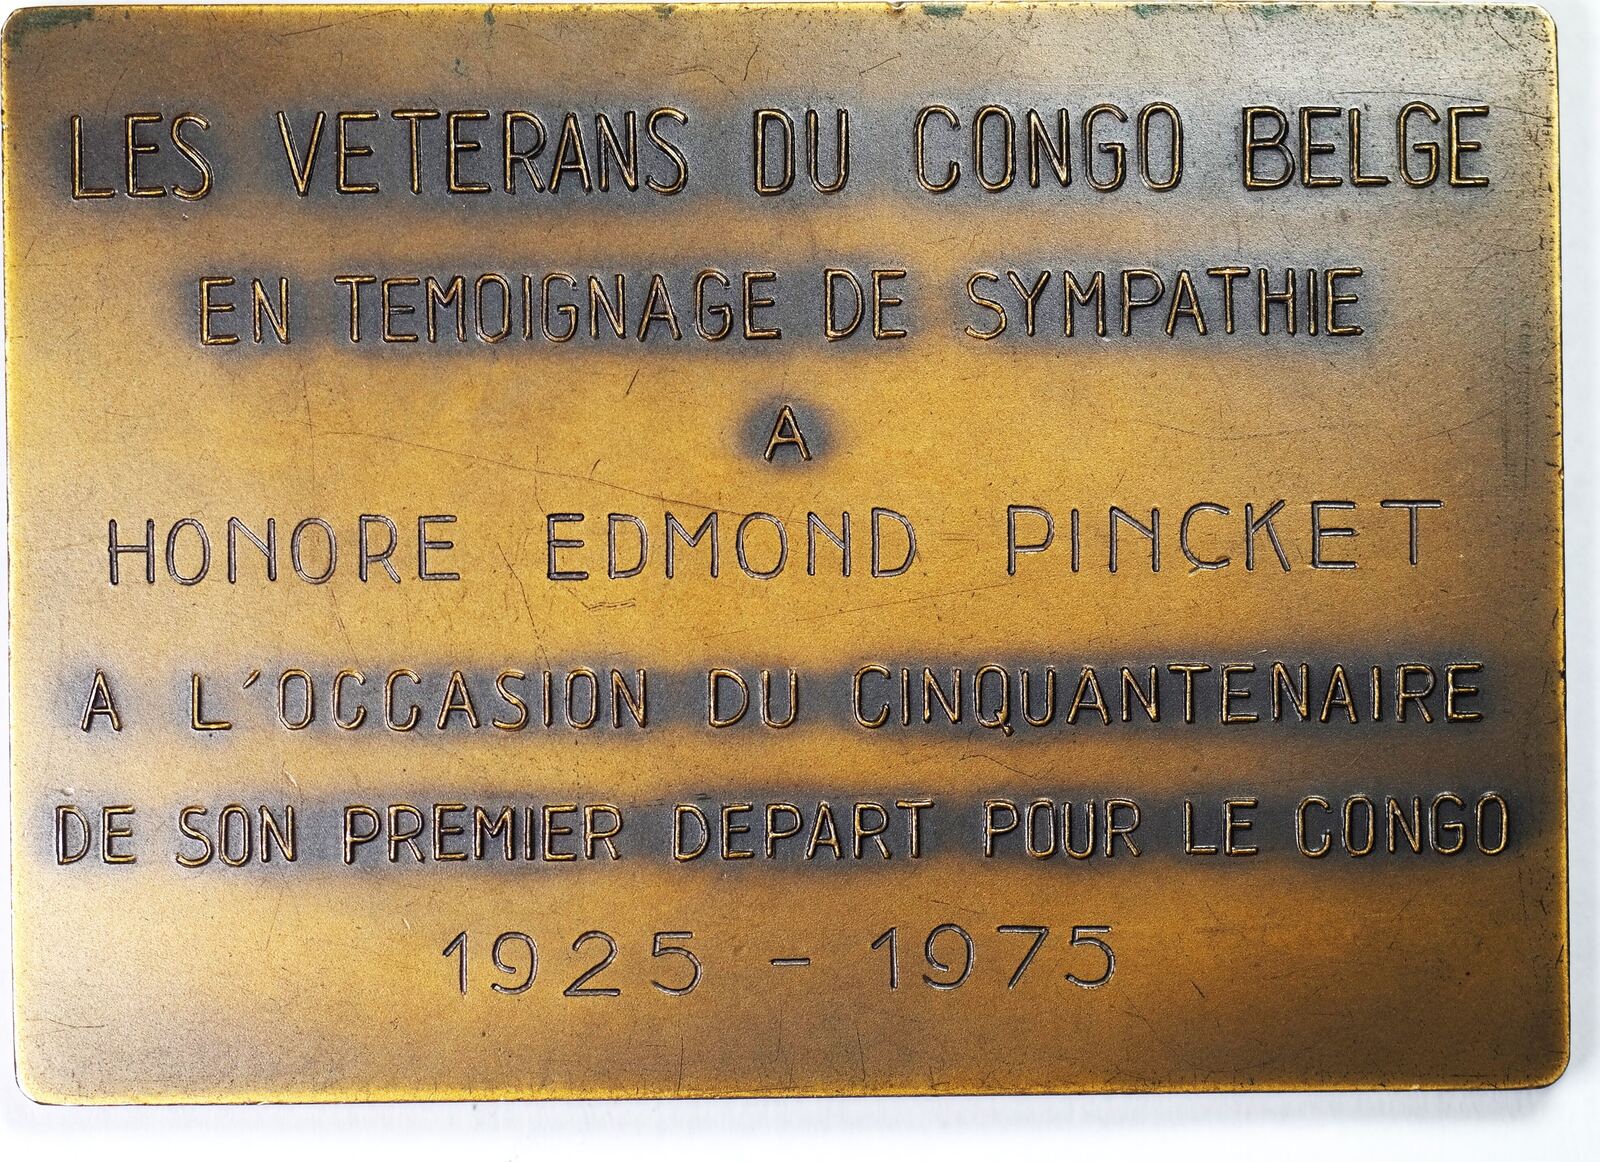 LES VETERANS DU CONGO BELGE
EN TEMOIGNAGE DE SYMPATHIE
A
HONORE EDMOND PINCKET
A L'OCCASION DU CINQUANTENAIRE
DE SON PREMIER DEPART POUR LE CONGO
1925 - 1975